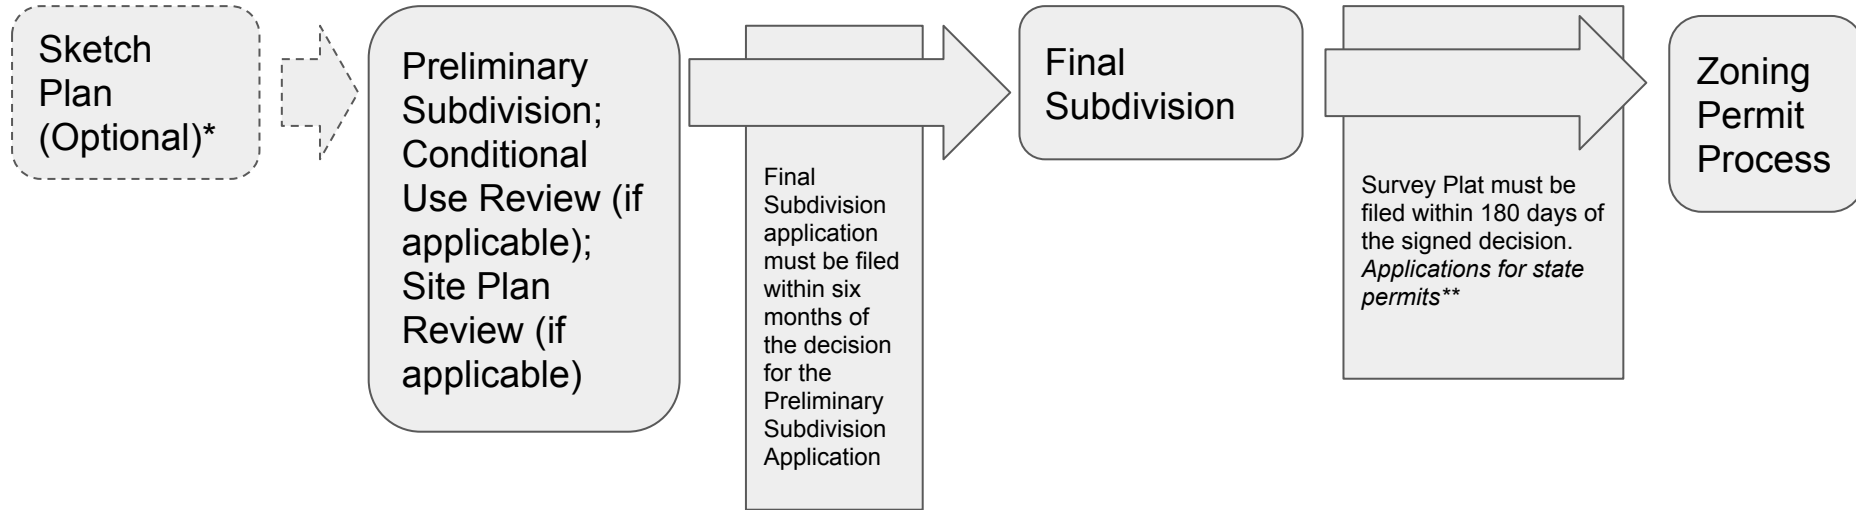 Sketch
Plan
(Optional)*
Preliminary
Subdivision;
Conditional
Use Review (if
applicable);
Site Plan
Review (if
applicable)
Final
Subdivision
application
must be filed
within six
months of
the decision
for the
Preliminary
Subdivision
Application
Final
Subdivision
Survey Plat must be
filed within 180 days of
the signed decision.
Applications for state
permits**
Zoning
Permit
Process